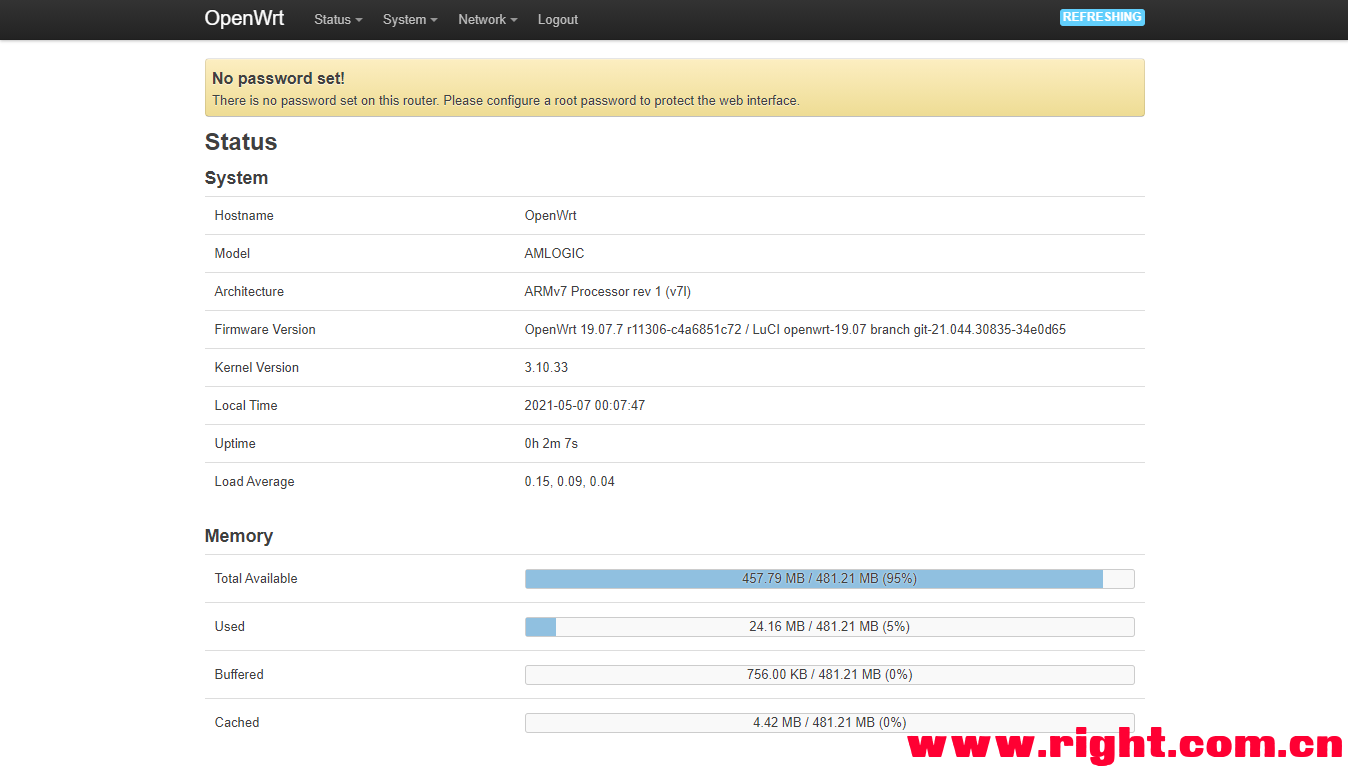 OpenWrt Status System Network Logout REFRESHING
No password set!
There is no password set on this router. Please configure a root password to protect the web interface.
Status
System
Hostname OpenWrt
Model AMLOGIC
Architecture ARMv7 Processor rev 1 (v7l)
Firmware Version OpenWrt 19.07.7 r11306-c4a6851c72 / LuCI openwrt-19.07 branch git-21.044.30835-34e0d65
Kernel Version 3.10.33
Local Time 2021-05-07 00:07:47
Uptime 0h 2m 7s
Load Average 0.15, 0.09, 0.04
Memory
Total Available 457.79 MB / 481.21 MB (95%)
Used 24.16 MB / 481.21 MB (5%)
Buffered 756.00 KB / 481.21 MB (0%)
Cached 4.42 MB / 481.21 MB (0%)
www.right.com.cn